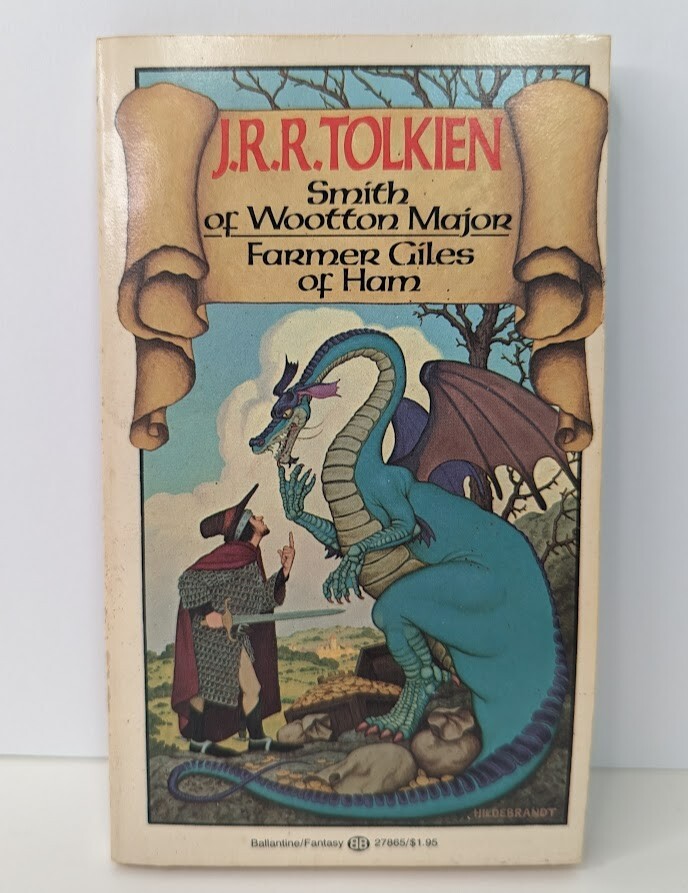 J.R.R. TOLKIEN
Smith
of Wootton Major
Farmer Giles
of Ham
HILDEBRANDT
Ballantine/Fantasy BB 27865/$1.95